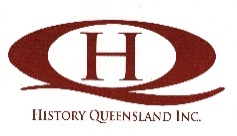 H
HISTORY QUEENSLAND INC.